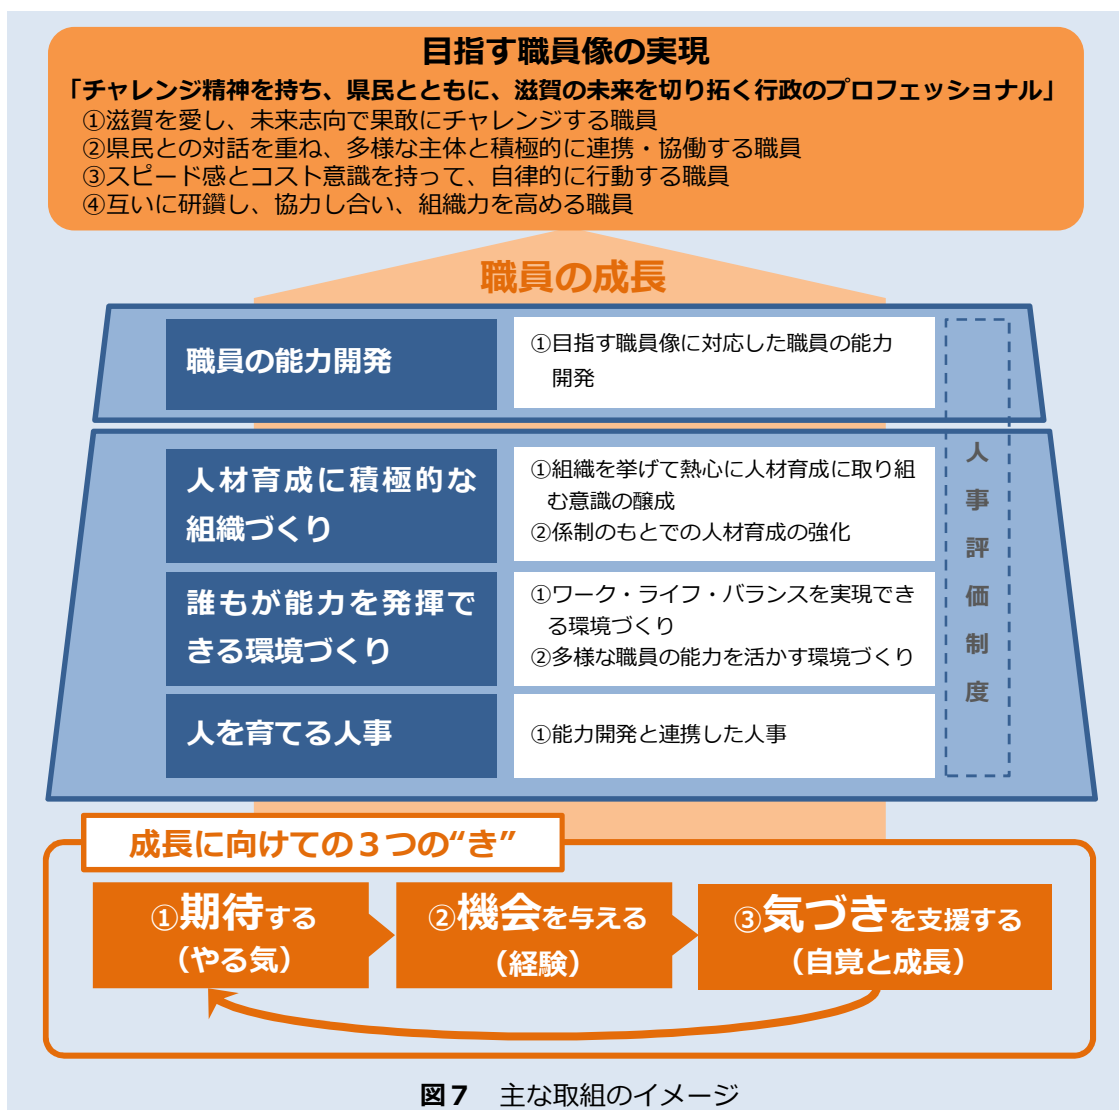 目指す職員像の実現
「チャレンジ精神を持ち、県民とともに、滋賀の未来を切り拓く行政のプロフェッショナル」
①滋賀を愛し、未来志向で果敢にチャレンジする職員
②県民との対話を重ね、多様な主体と積極的に連携・協働する職員
③スピード感とコスト意識を持って、自律的に行動する職員
④互いに研鑽し、協力し合い、組織力を高める職員
職員の成長
職員の能力開発
①目指す職員像に対応した職員の能力
開発
人材育成に積極的な
組織づくり
①組織を挙げて熱心に人材育成に取り組
む意識の醸成
②係制のもとでの人材育成の強化
誰もが能力を発揮で
きる環境づくり
①ワーク・ライフ・バランスを実現でき
る環境づくり
②多様な職員の能力を活かす環境づくり
人を育てる人事
①能力開発と連携した人事
人事評価制度
成長に向けての３つの“き”
①期待する
（やる気）
②機会を与える
（経験）
③気づきを支援する
（自覚と成長）
図７　主な取組のイメージ